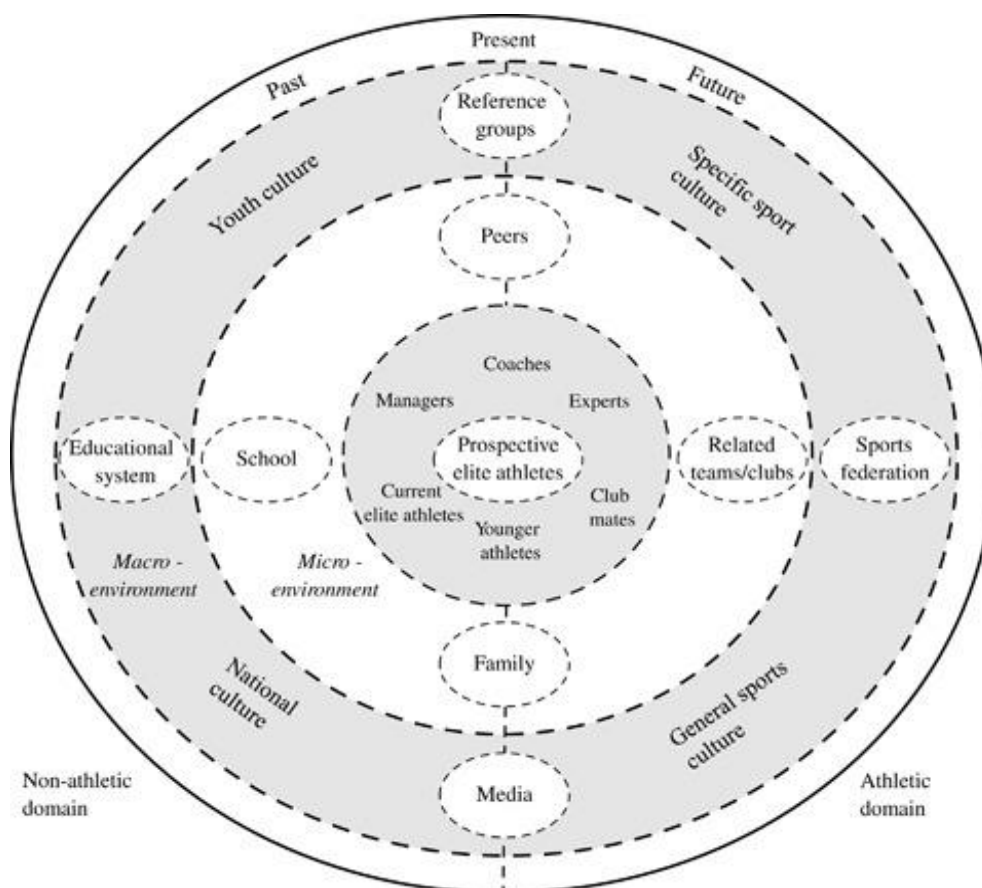 Present
Past
Future
Reference
groups
Youth culture
Specific sport
culture
Peers
Coaches
Managers
Experts
Educational
system
School
Prospective
elite athletes
Related
teams/clubs
Sports
federation
Current
elite athletes
Club
mates
Younger
athletes
Macro -
environment
Micro -
environment
Family
National
culture
General sports
culture
Non-athletic
domain
Media
Athletic
domain